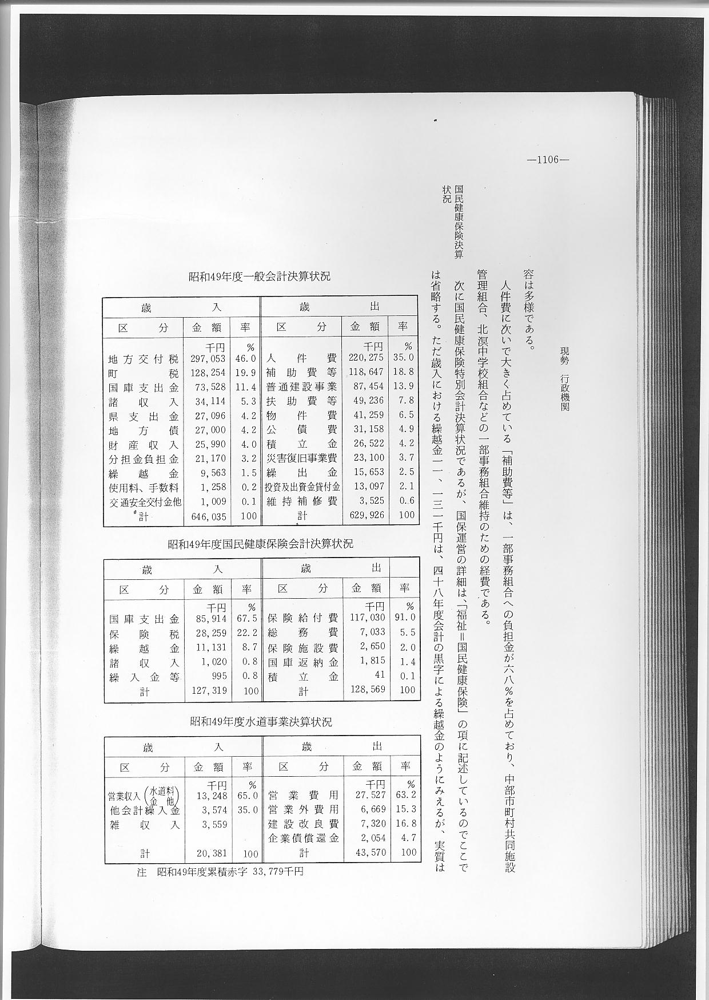 —1106—
現勢　行政機関
容は多様である。
人件費に次いで大きく占めている「補助費等」は、一部事務組合への負担金が六八％を占めており、中部市町村共同施設
管理組合、北溟中学校組合などの一部事務組合維持のための経費である。
国民健康保険決算
状況
次に国民健康保険特別会計決算状況であるが、国保運営の詳細は、「福祉＝国民健康保険」の項に記述しているのでここで
は省略する。ただ歳入における繰越金一一、一三一千円は、四十八年度会計の黒字による繰越金のようにみえるが、実質は
昭和49年度一般会計決算状況
歳入　歳出
区分　金額　率　区分　金額　率
千円　%　千円　%
地方交付税　297,053　46.0　人件費　220,275　35.0
町税　128,254　19.9　補助費等　118,647　18.8
国庫支出金　73,528　11.4　普通建設事業　87,454　13.9
諸収入　34,114　5.3　扶助費等　49,236　7.8
県支出金　27,096　4.2　物件費　41,259　6.5
地方債　27,000　4.2　公債費　31,158　4.9
財産収入　25,990　4.0　積立金　26,522　4.2
分担金負担金　21,170　3.2　災害復旧事業費　23,100　3.7
繰越金　9,563　1.5　繰出金　15,653　2.5
使用料、手数料　1,258　0.2　投資及出資金貸付金　13,097　2.1
交通安全交付金他　1,009　0.1　維持補修費　3,525　0.6
計　646,035　100　計　629,926　100
昭和49年度国民健康保険会計決算状況
歳入　歳出
区分　金額　率　区分　金額　率
千円　%　千円　%
国庫支出金　85,914　67.5　保険給付費　117,030　91.0
保険税　28,259　22.2　総務費　7,033　5.5
繰越金　11,131　8.7　保険施設費　2,650　2.0
諸収入　1,020　0.8　国庫返納金　1,815　1.4
繰入金等　995　0.8　積立金　41　0.1
計　127,319　100　計　128,569　100
昭和49年度水道事業決算状況
歳入　歳出
区分　金額　率　区分　金額　率
千円　%　千円　%
営業収入（水道料金他）　13,248　65.0　営業費用　27,527　63.2
他会計繰入金　3,574　35.0　営業外費用　6,669　15.3
雑収入　3,559　建設改良費　7,320　16.8
企業債償還金　2,054　4.7
計　20,381　100　計　43,570　100
注　昭和49年度累積赤字 33,779千円